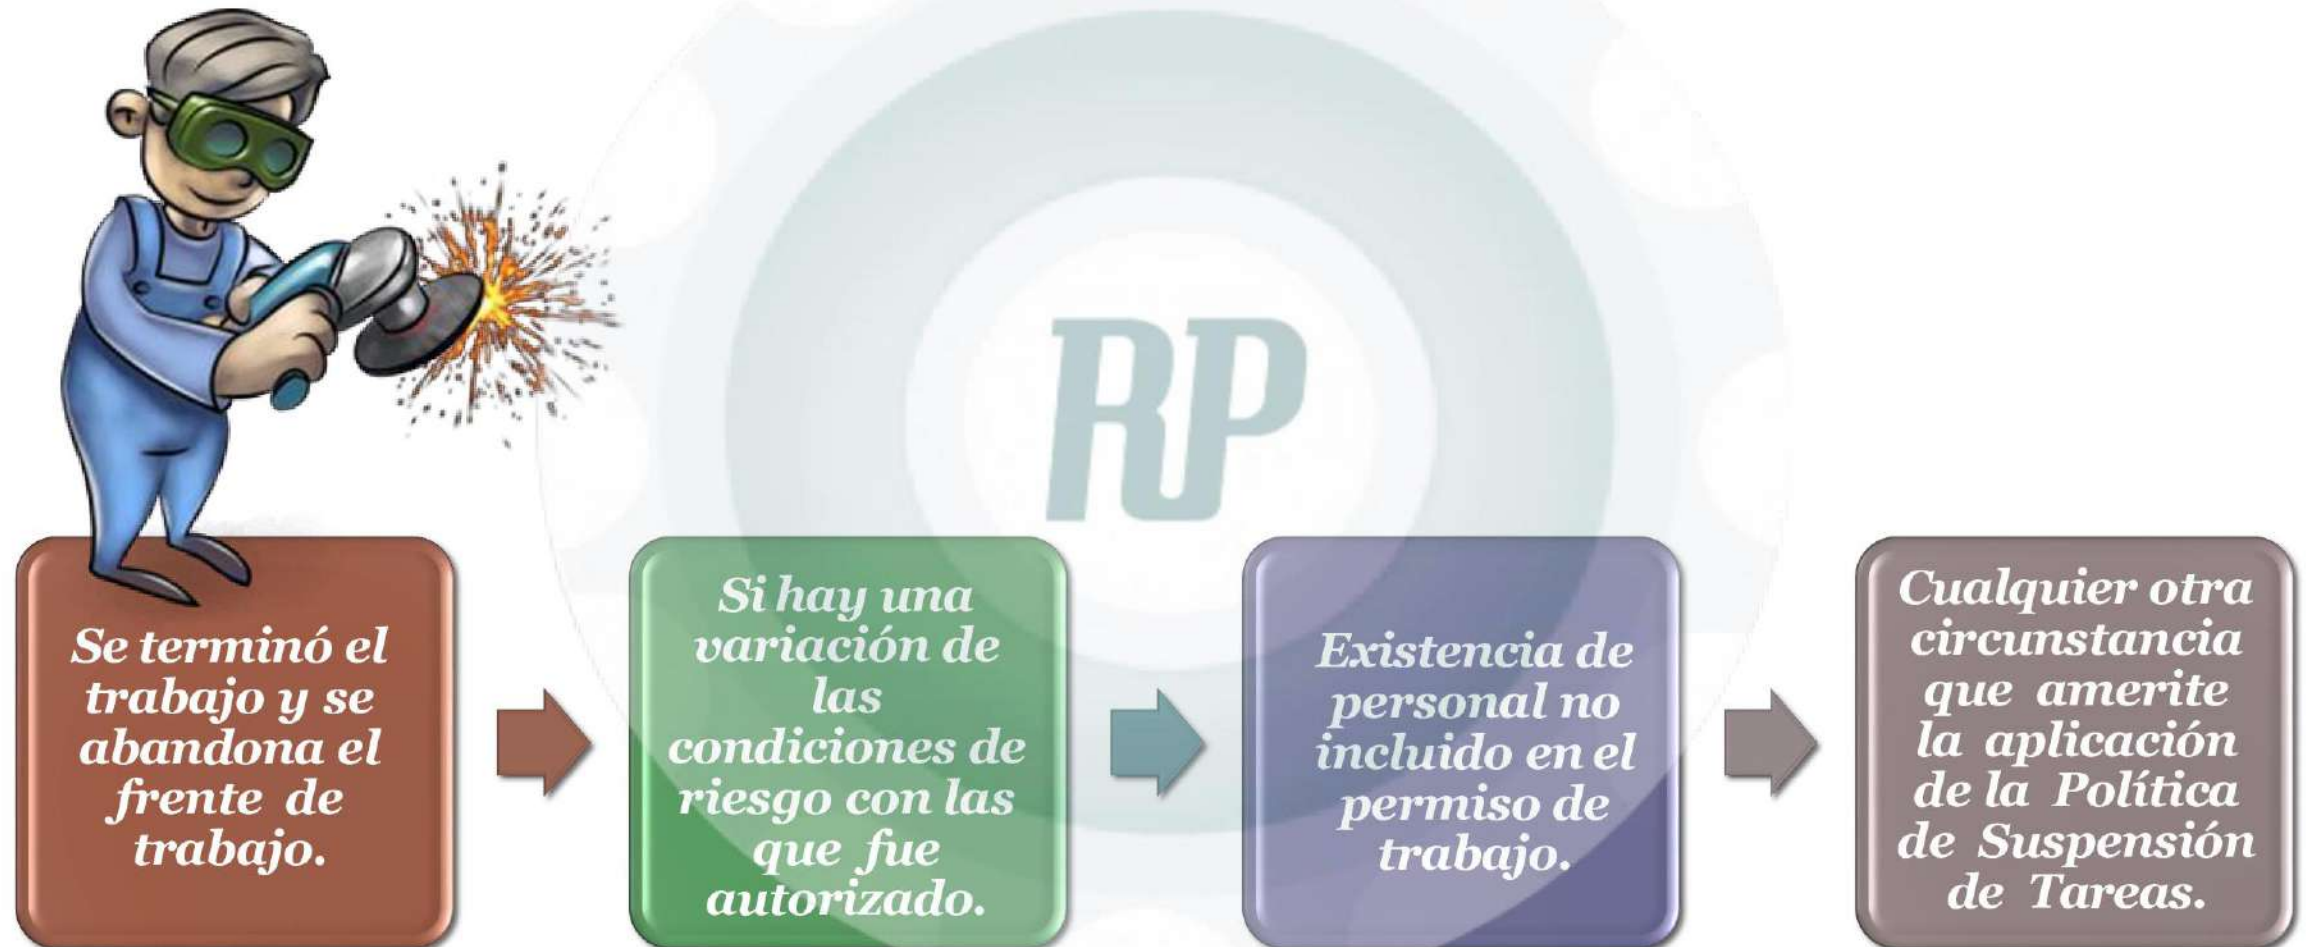 RP
Se terminó el
trabajo y se
abandona el
frente de
trabajo.
Si hay una
variación de
las
condiciones de
riesgo con las
que fue
autorizado.
Existencia de
personal no
incluido en el
permiso de
trabajo.
Cualquier otra
circunstancia
que amerite
la aplicación
de la Política
de Suspensión
de Tareas.